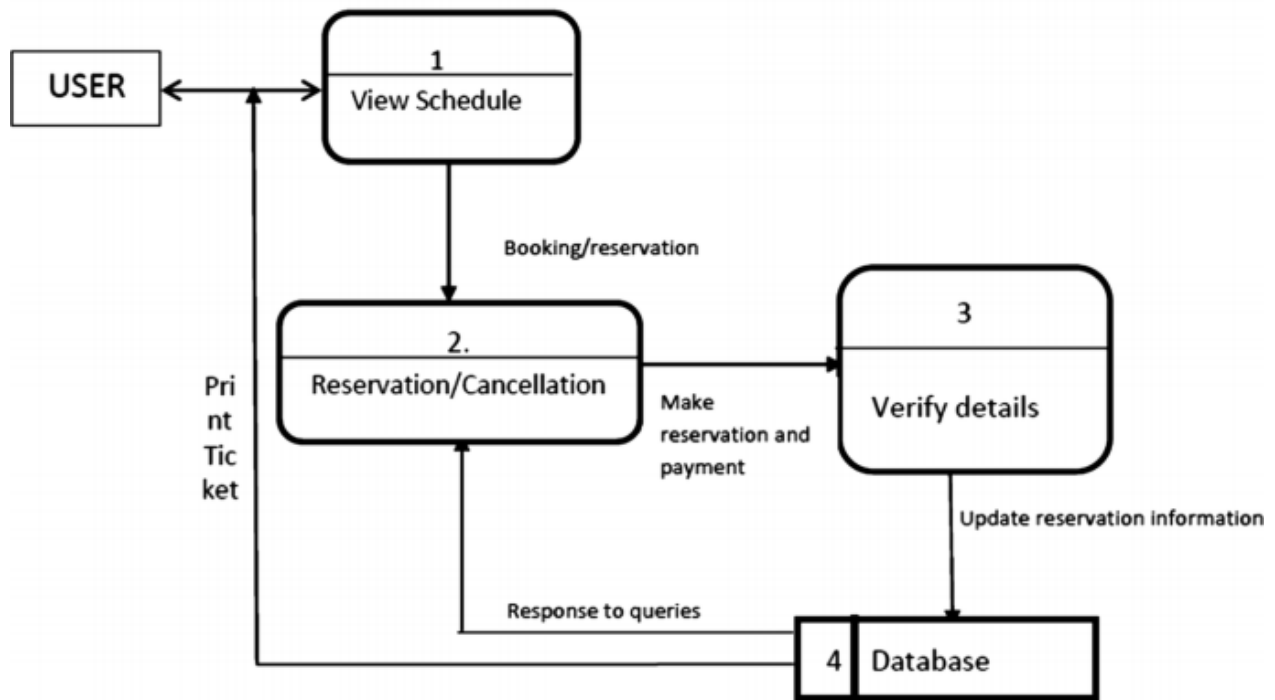 1
USER
View Schedule
Booking/reservation
2.
Reservation/Cancellation
3
Verify details
Make
reservation and
payment
Pri
nt
Tic
ket
Update reservation information
Response to queries
4
Database